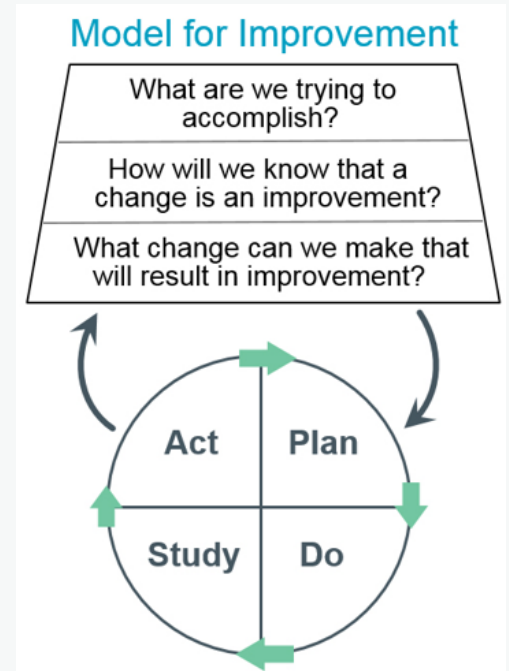 Model for Improvement
What are we trying to
accomplish?
How will we know that a
change is an improvement?
What change can we make that
will result in improvement?
Act
Plan
Study
Do